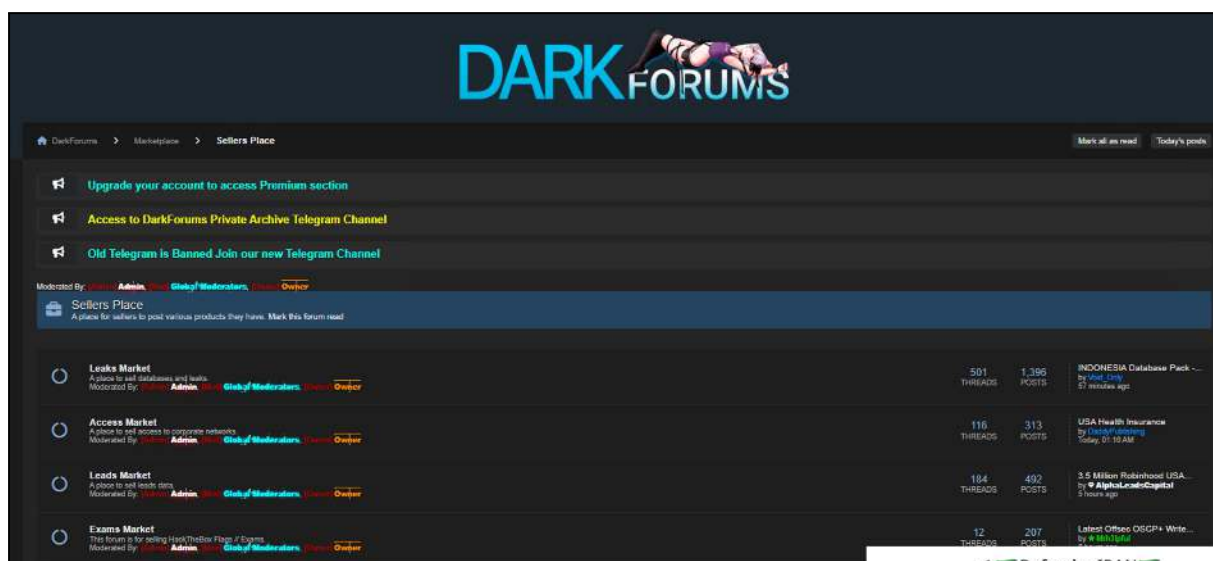 DARK FORUMS
DarkForums > Marketplace > Sellers Place
Mark all as read Today's posts
Upgrade your account to access Premium section
Access to DarkForums Private Archive Telegram Channel
Old Telegram is Banned Join our new Telegram Channel
Moderated By: Admin, Global Moderators, Owner
Sellers Place
A place for sellers to post various products they have. Mark this forum read
Leaks Market
A place to sell databases and leaks.
Moderated By: Admin, Global Moderators, Owner
501 THREADS
1,396 POSTS
INDONESIA Database Pack -...
by Void_Only
57 minutes ago
Access Market
A place to sell access to corporate networks.
Moderated By: Admin, Global Moderators, Owner
116 THREADS
313 POSTS
USA Health Insurance
by DaddyPublishing
Today, 01:10 AM
Leads Market
A place to sell leads data.
Moderated By: Admin, Global Moderators, Owner
184 THREADS
492 POSTS
3.5 Million Robinhood USA...
by AlphaLeadsCapital
5 hours ago
Exams Market
This forum is for selling HackTheBox Flags // Exams.
Moderated By: Admin, Global Moderators, Owner
12 THREADS
207 POSTS
Latest Offsec OSCP+ Write...
by